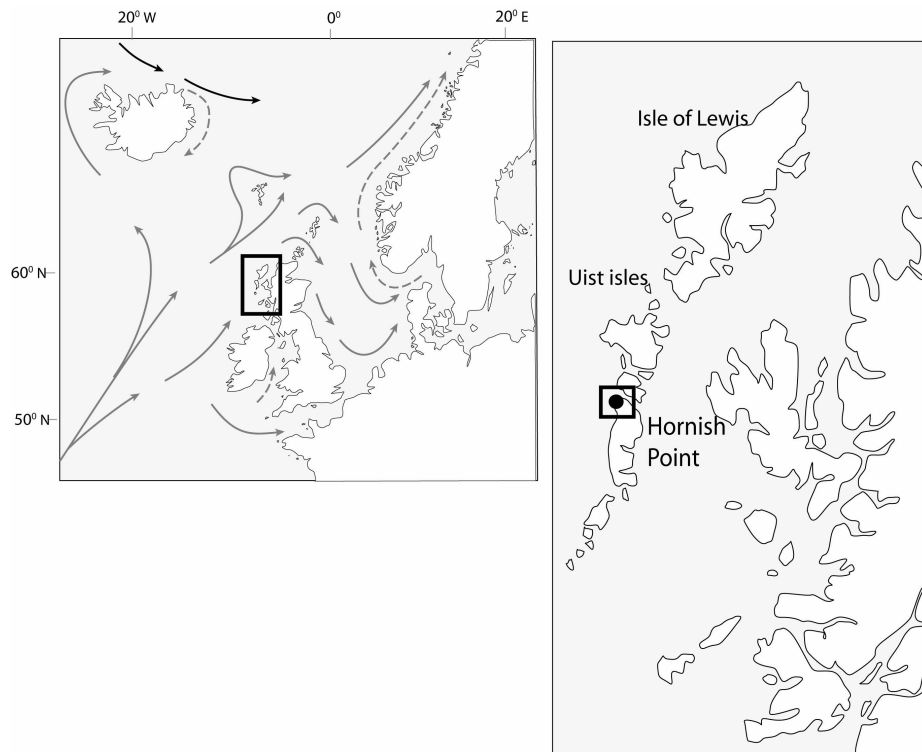 20⁰ W
0⁰
20⁰ E
60⁰ N
50⁰ N
Isle of Lewis
Uist isles
Hornish
Point